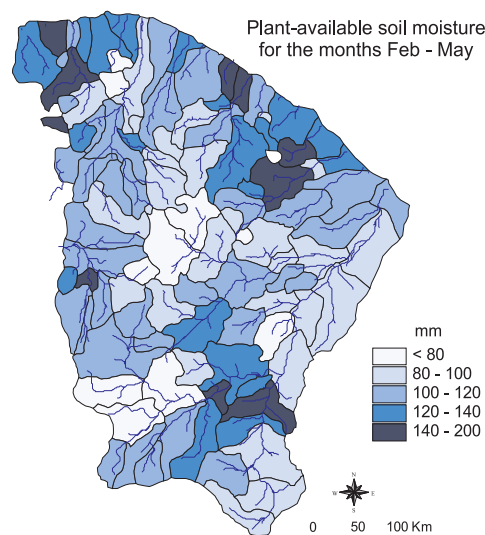 Plant-available soil moisture
for the months Feb - May
mm
< 80
80 - 100
100 - 120
120 - 140
140 - 200
N
W E
S
0 50 100 Km